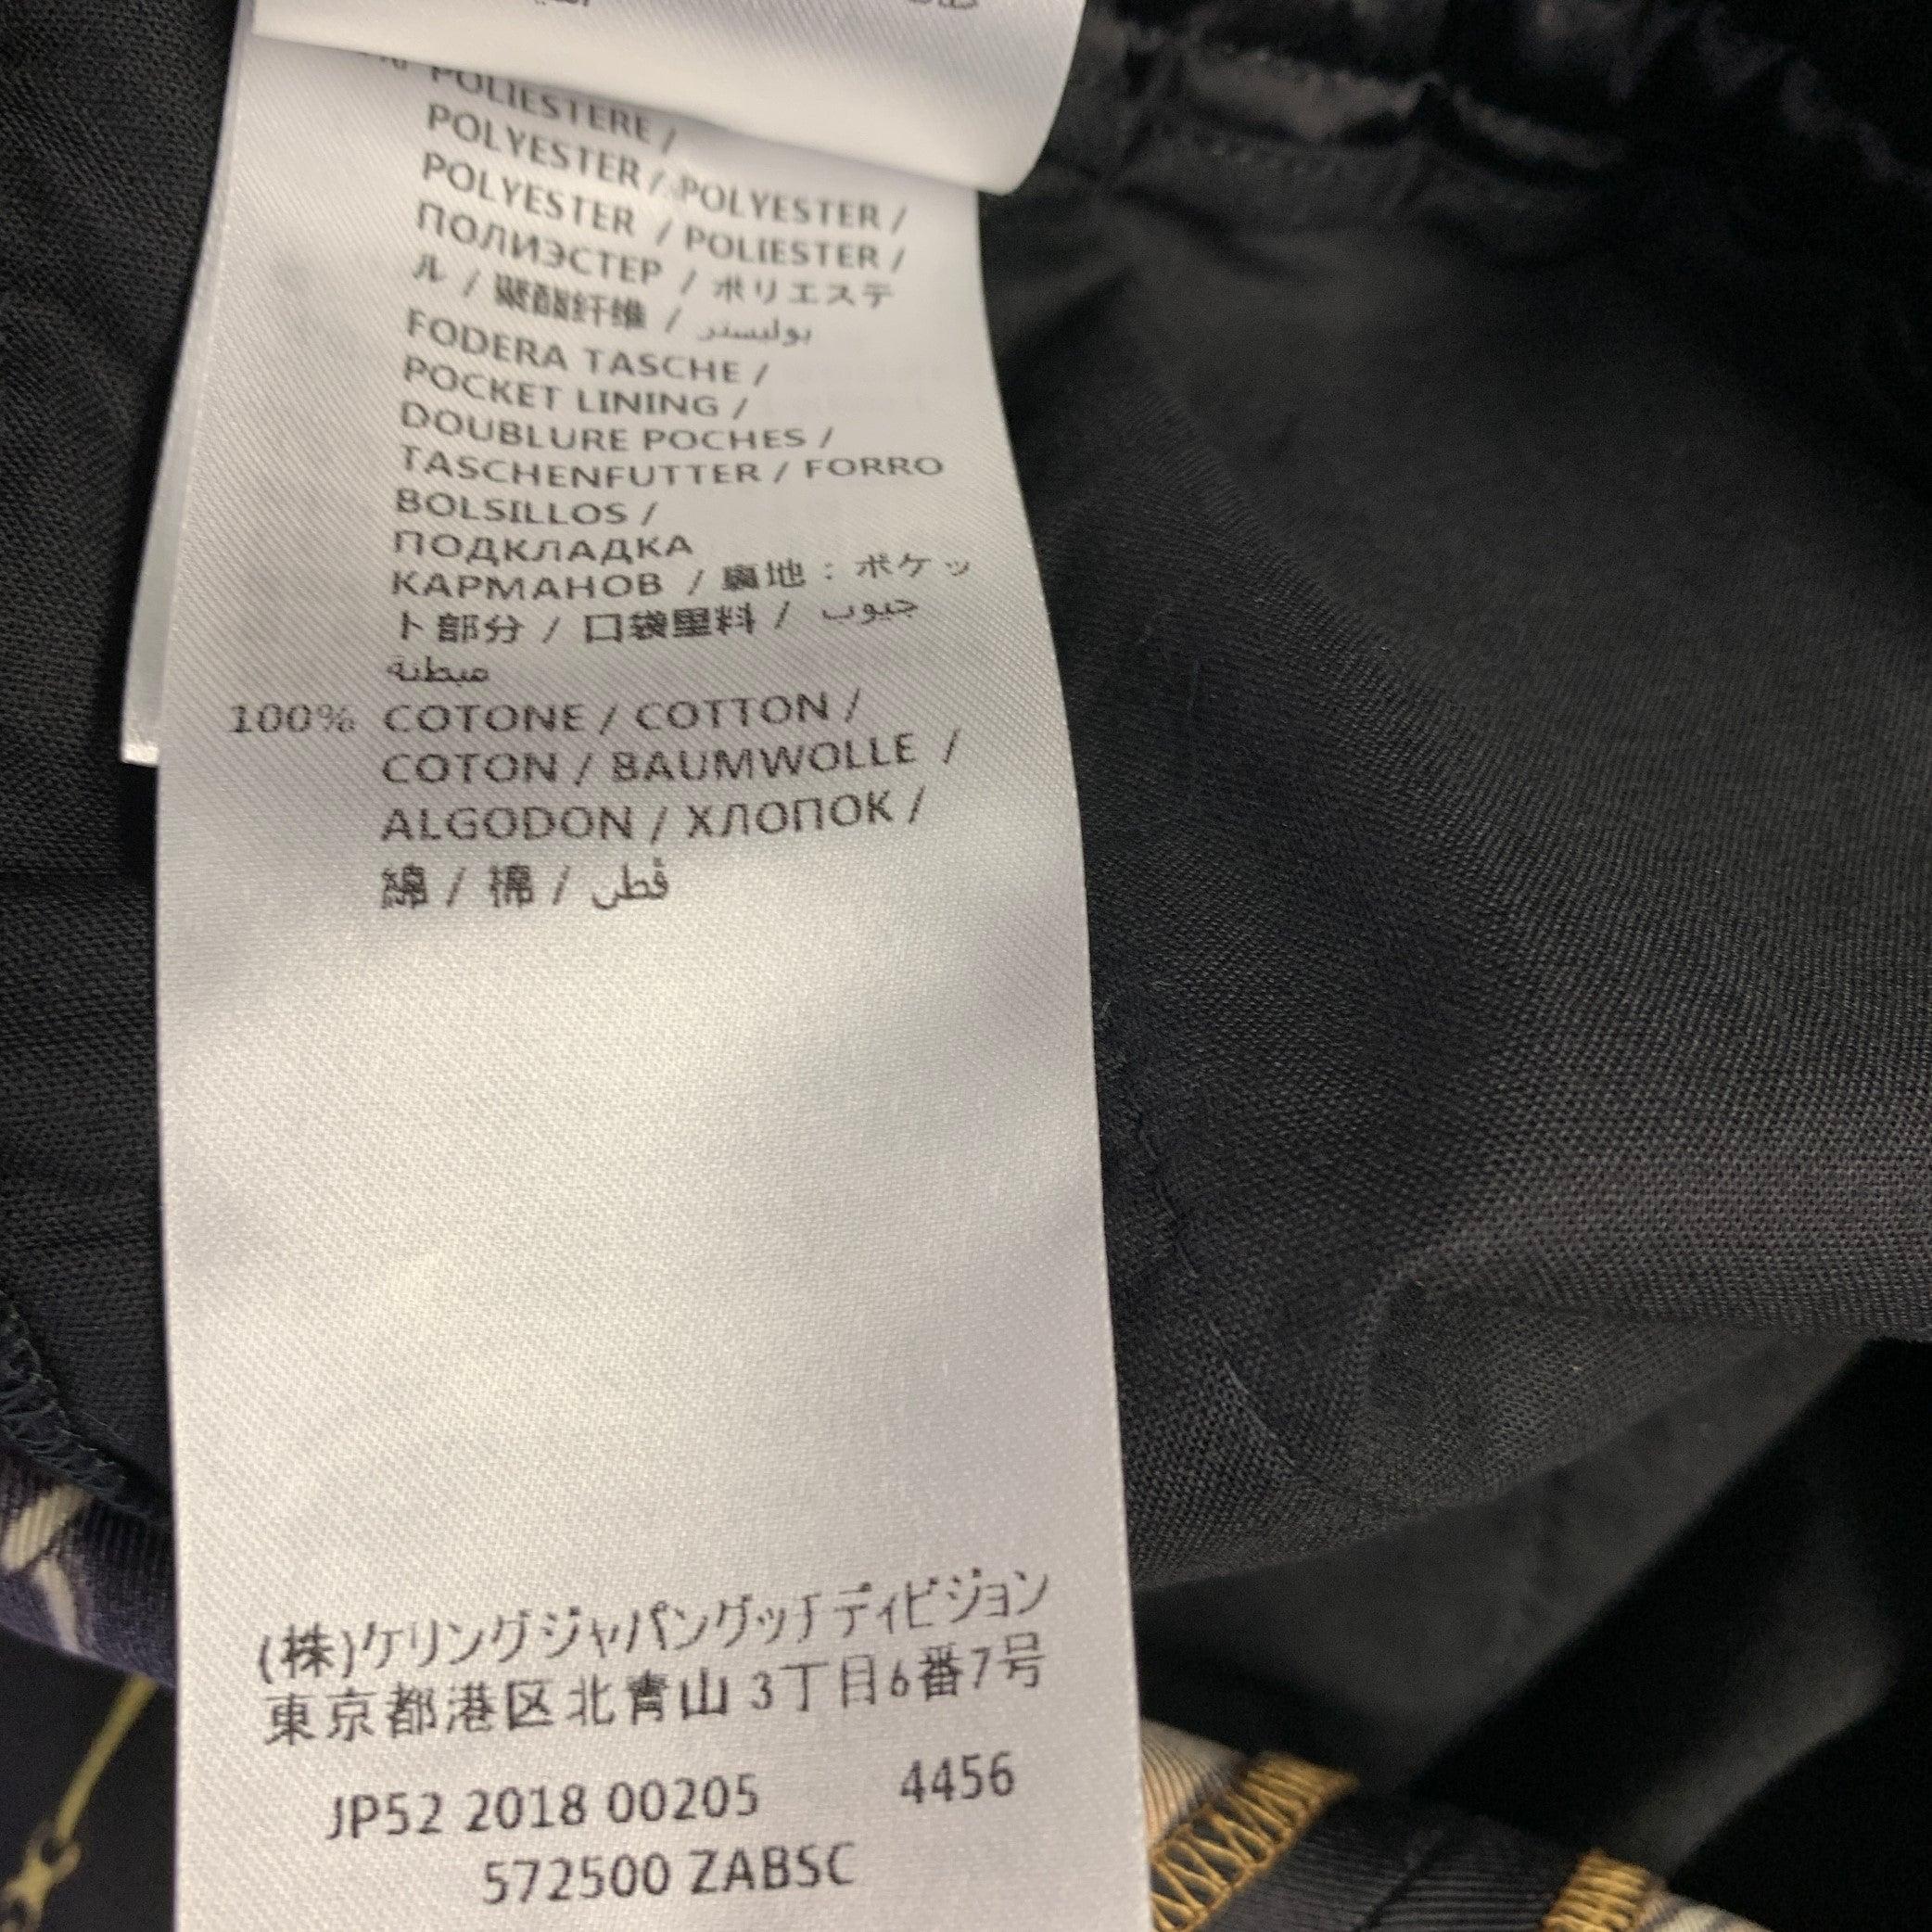 POLIESTERE /
POLYESTER / POLYESTER /
POLYESTER / POLIESTER /
ПОЛИЭСТЕР / ポリエステ
ル / 聚酯纤维 / بوليستر
FODERA TASCHE /
POCKET LINING /
DOUBLURE POCHES /
TASCHENFUTTER / FORRO
BOLSILLOS /
ПОДКЛАДКА
КАРМАНОВ / 裏地：ポケッ
ト部分 / 口袋里料 / جيوب
مبطنة
100% COTONE / COTTON /
COTON / BAUMWOLLE /
ALGODON / ХЛОПОК /
綿 / 棉 / قطن
(株)ケリングジャパングッチディビジョン
東京都港区北青山 3丁目6番7号
JP52 2018 00205 4456
572500 ZABSC